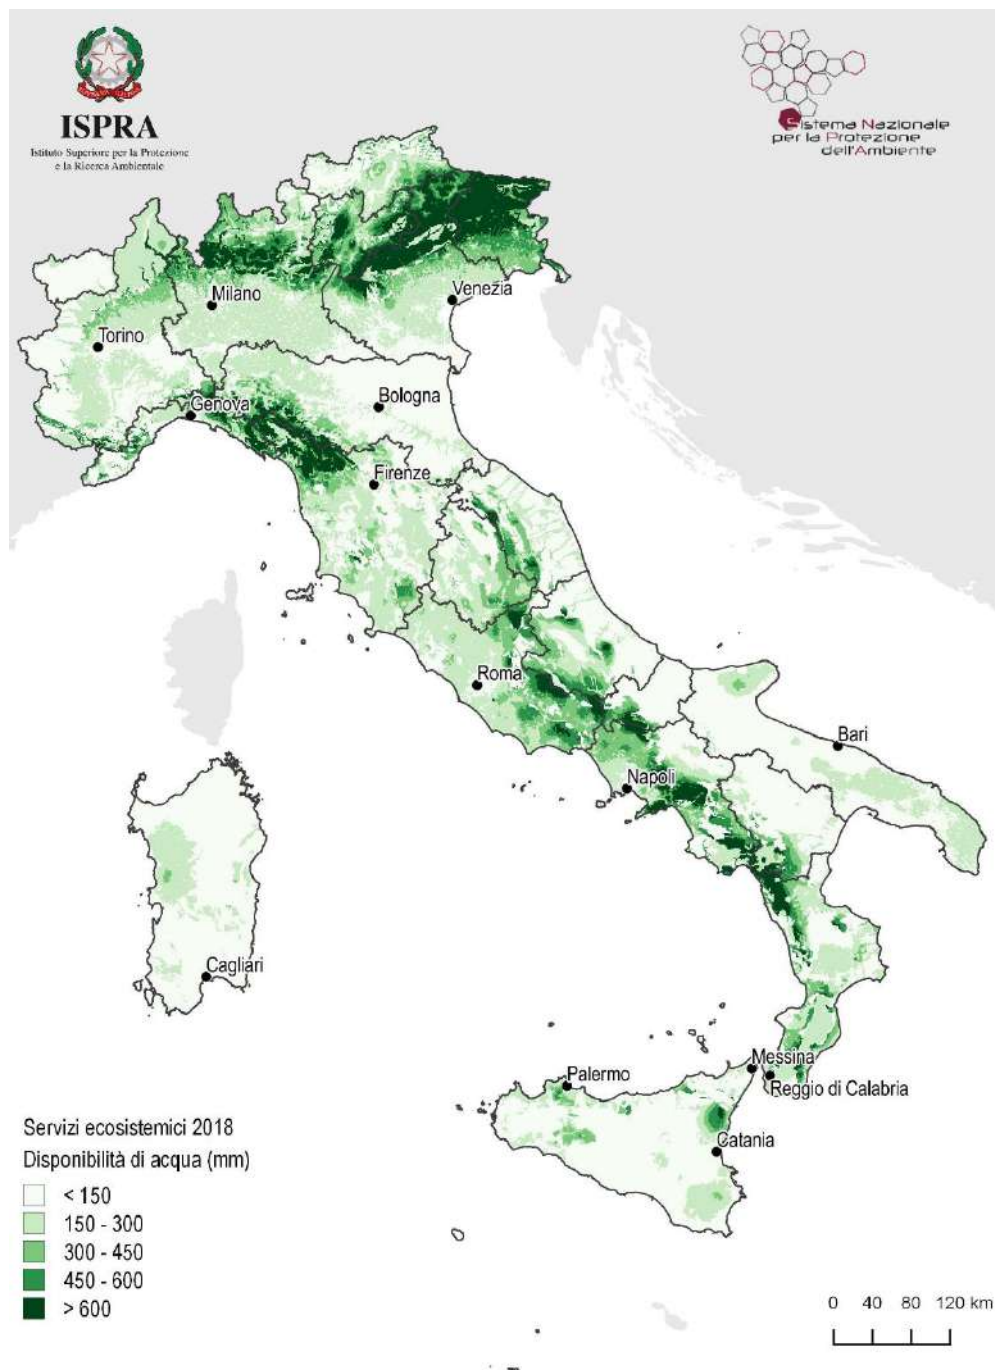 ISPRA
Istituto Superiore per la Protezione
e la Ricerca Ambientale
Sistema Nazionale
per la Protezione
dell'Ambiente
Milano
Venezia
Torino
Genova
Bologna
Firenze
Roma
Bari
Napoli
Cagliari
Messina
Palermo
Reggio di Calabria
Catania
Servizi ecosistemici 2018
Disponibilità di acqua (mm)
< 150
150 - 300
300 - 450
450 - 600
> 600
0 40 80 120 km